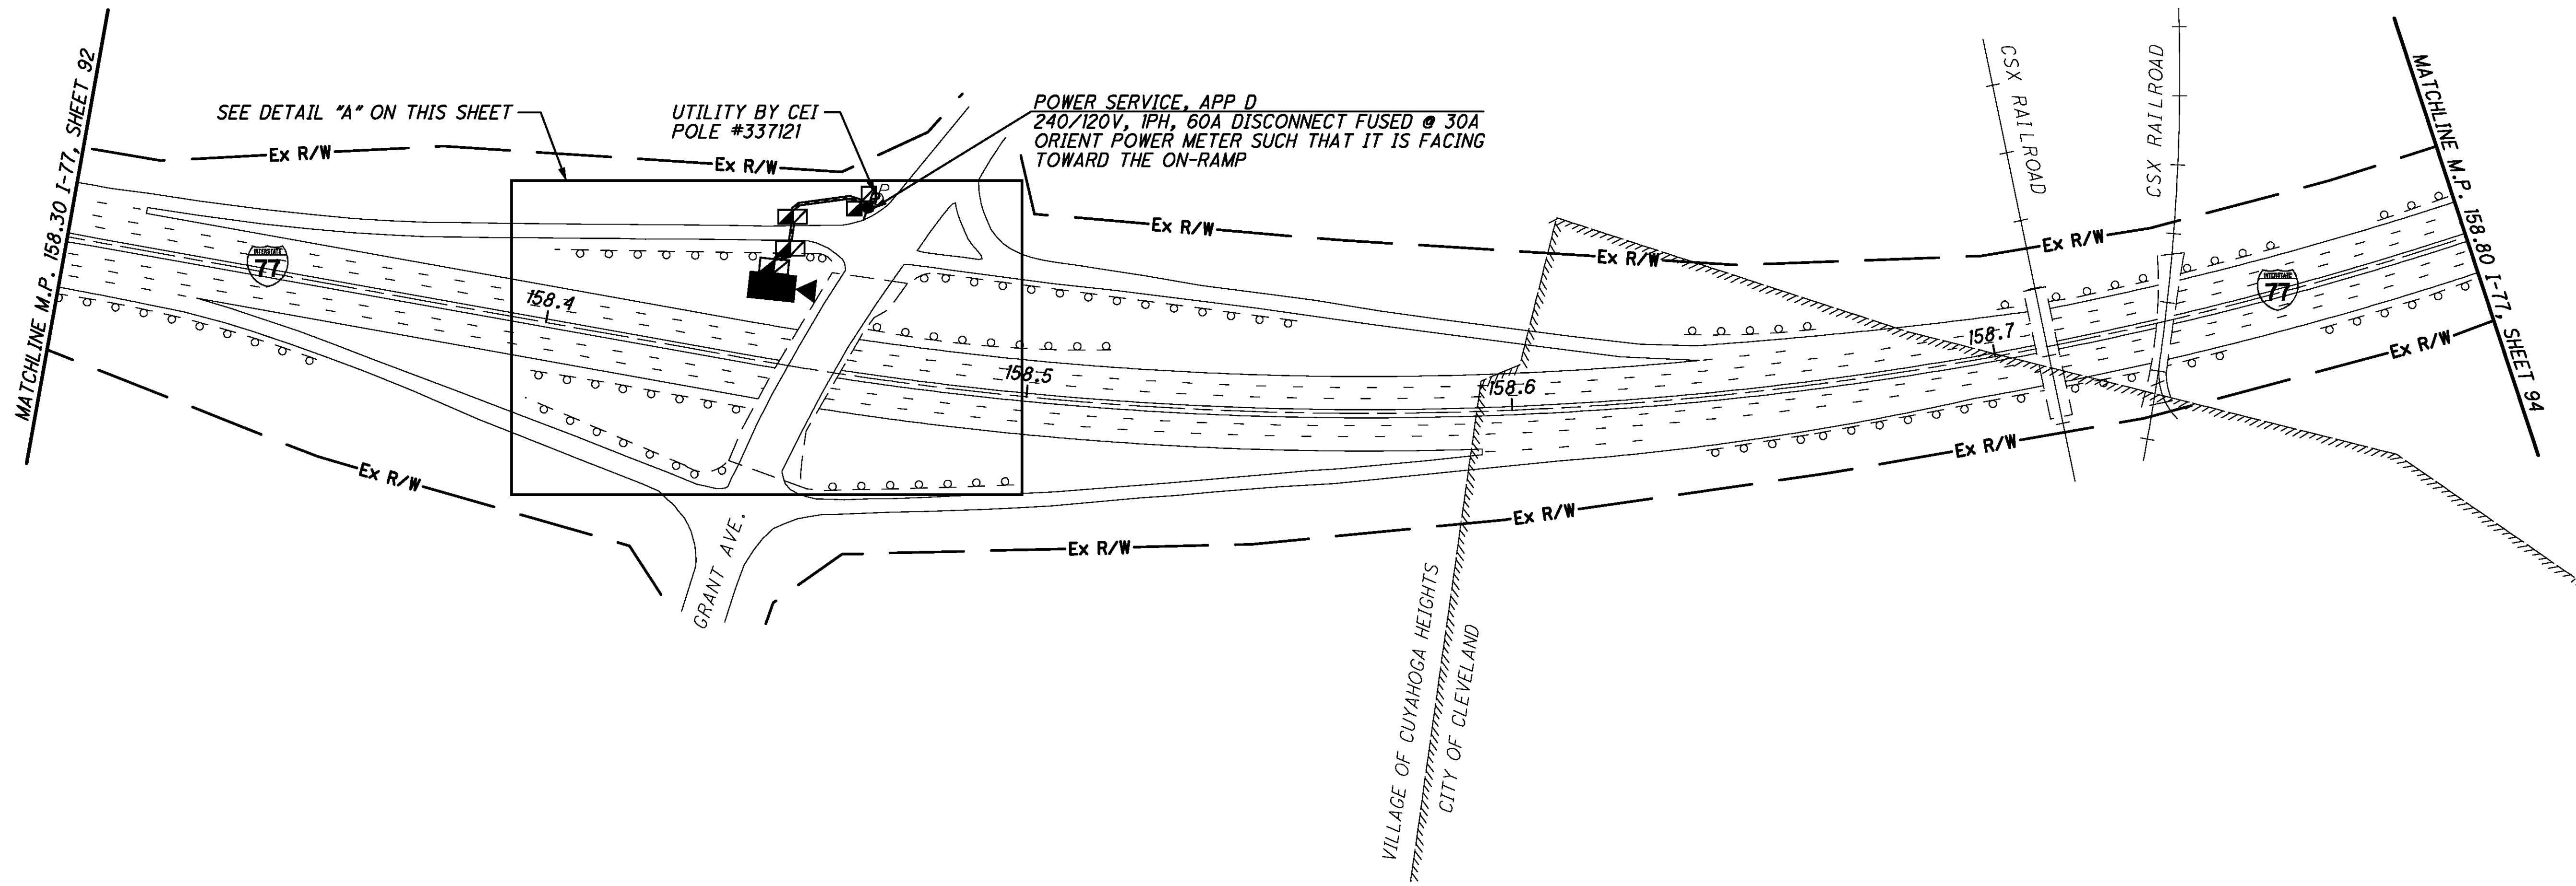 MATCHLINE M.P. 158.30 I-77, SHEET 92
SEE DETAIL "A" ON THIS SHEET
UTILITY BY CEI
POLE #337121
POWER SERVICE, APP D
240/120V, 1PH, 60A DISCONNECT FUSED @ 30A
ORIENT POWER METER SUCH THAT IT IS FACING
TOWARD THE ON-RAMP
CSX RAILROAD
CSX RAILROAD
MATCHLINE M.P. 158.80 I-77, SHEET 94
Ex R/W
Ex R/W
Ex R/W
Ex R/W
Ex R/W
P
INTERSTATE
77
INTERSTATE
77
158.4
158.5
158.6
158.7
Ex R/W
Ex R/W
Ex R/W
Ex R/W
Ex R/W
GRANT AVE.
VILLAGE OF CUYAHOGA HEIGHTS
CITY OF CLEVELAND